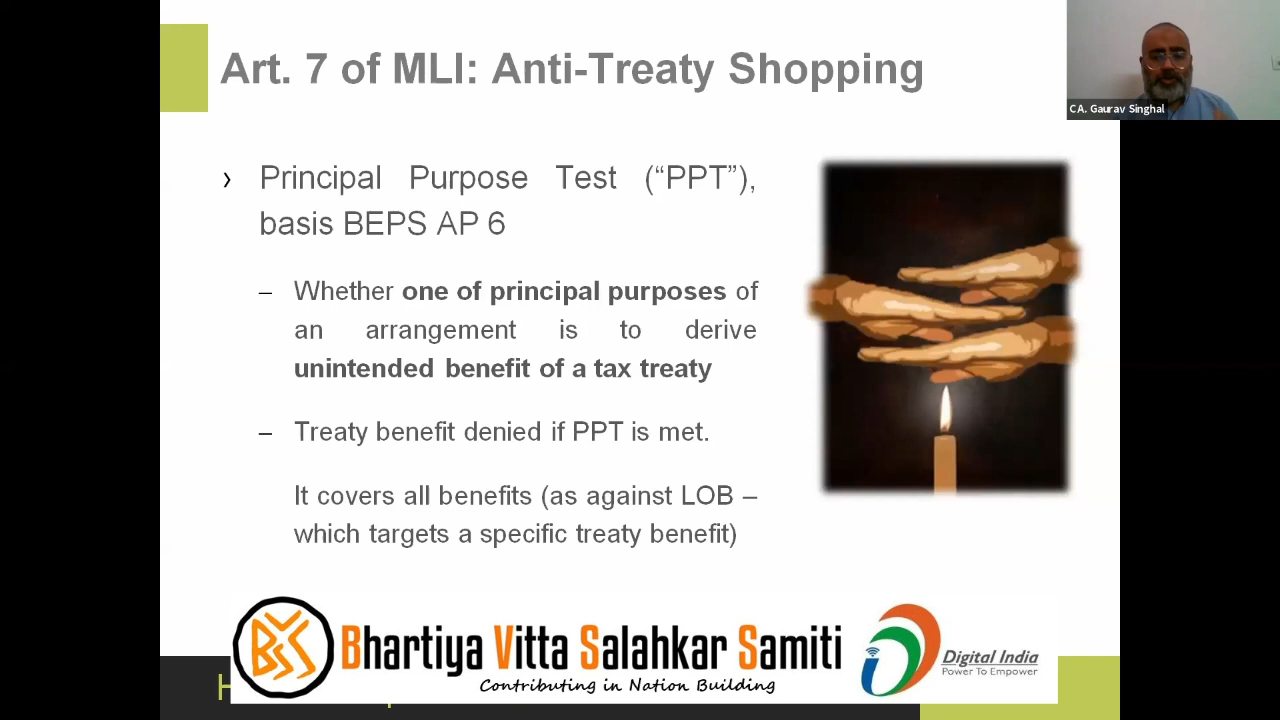 Art. 7 of MLI: Anti-Treaty Shopping
CA. Gaurav Singhal
› Principal Purpose Test (“PPT”),
basis BEPS AP 6
– Whether one of principal purposes of
an arrangement is to derive
unintended benefit of a tax treaty
– Treaty benefit denied if PPT is met.
It covers all benefits (as against LOB –
which targets a specific treaty benefit)
BVSS
Bhartiya Vitta Salahkar Samiti
Contributing in Nation Building
Digital India
Power To Empower